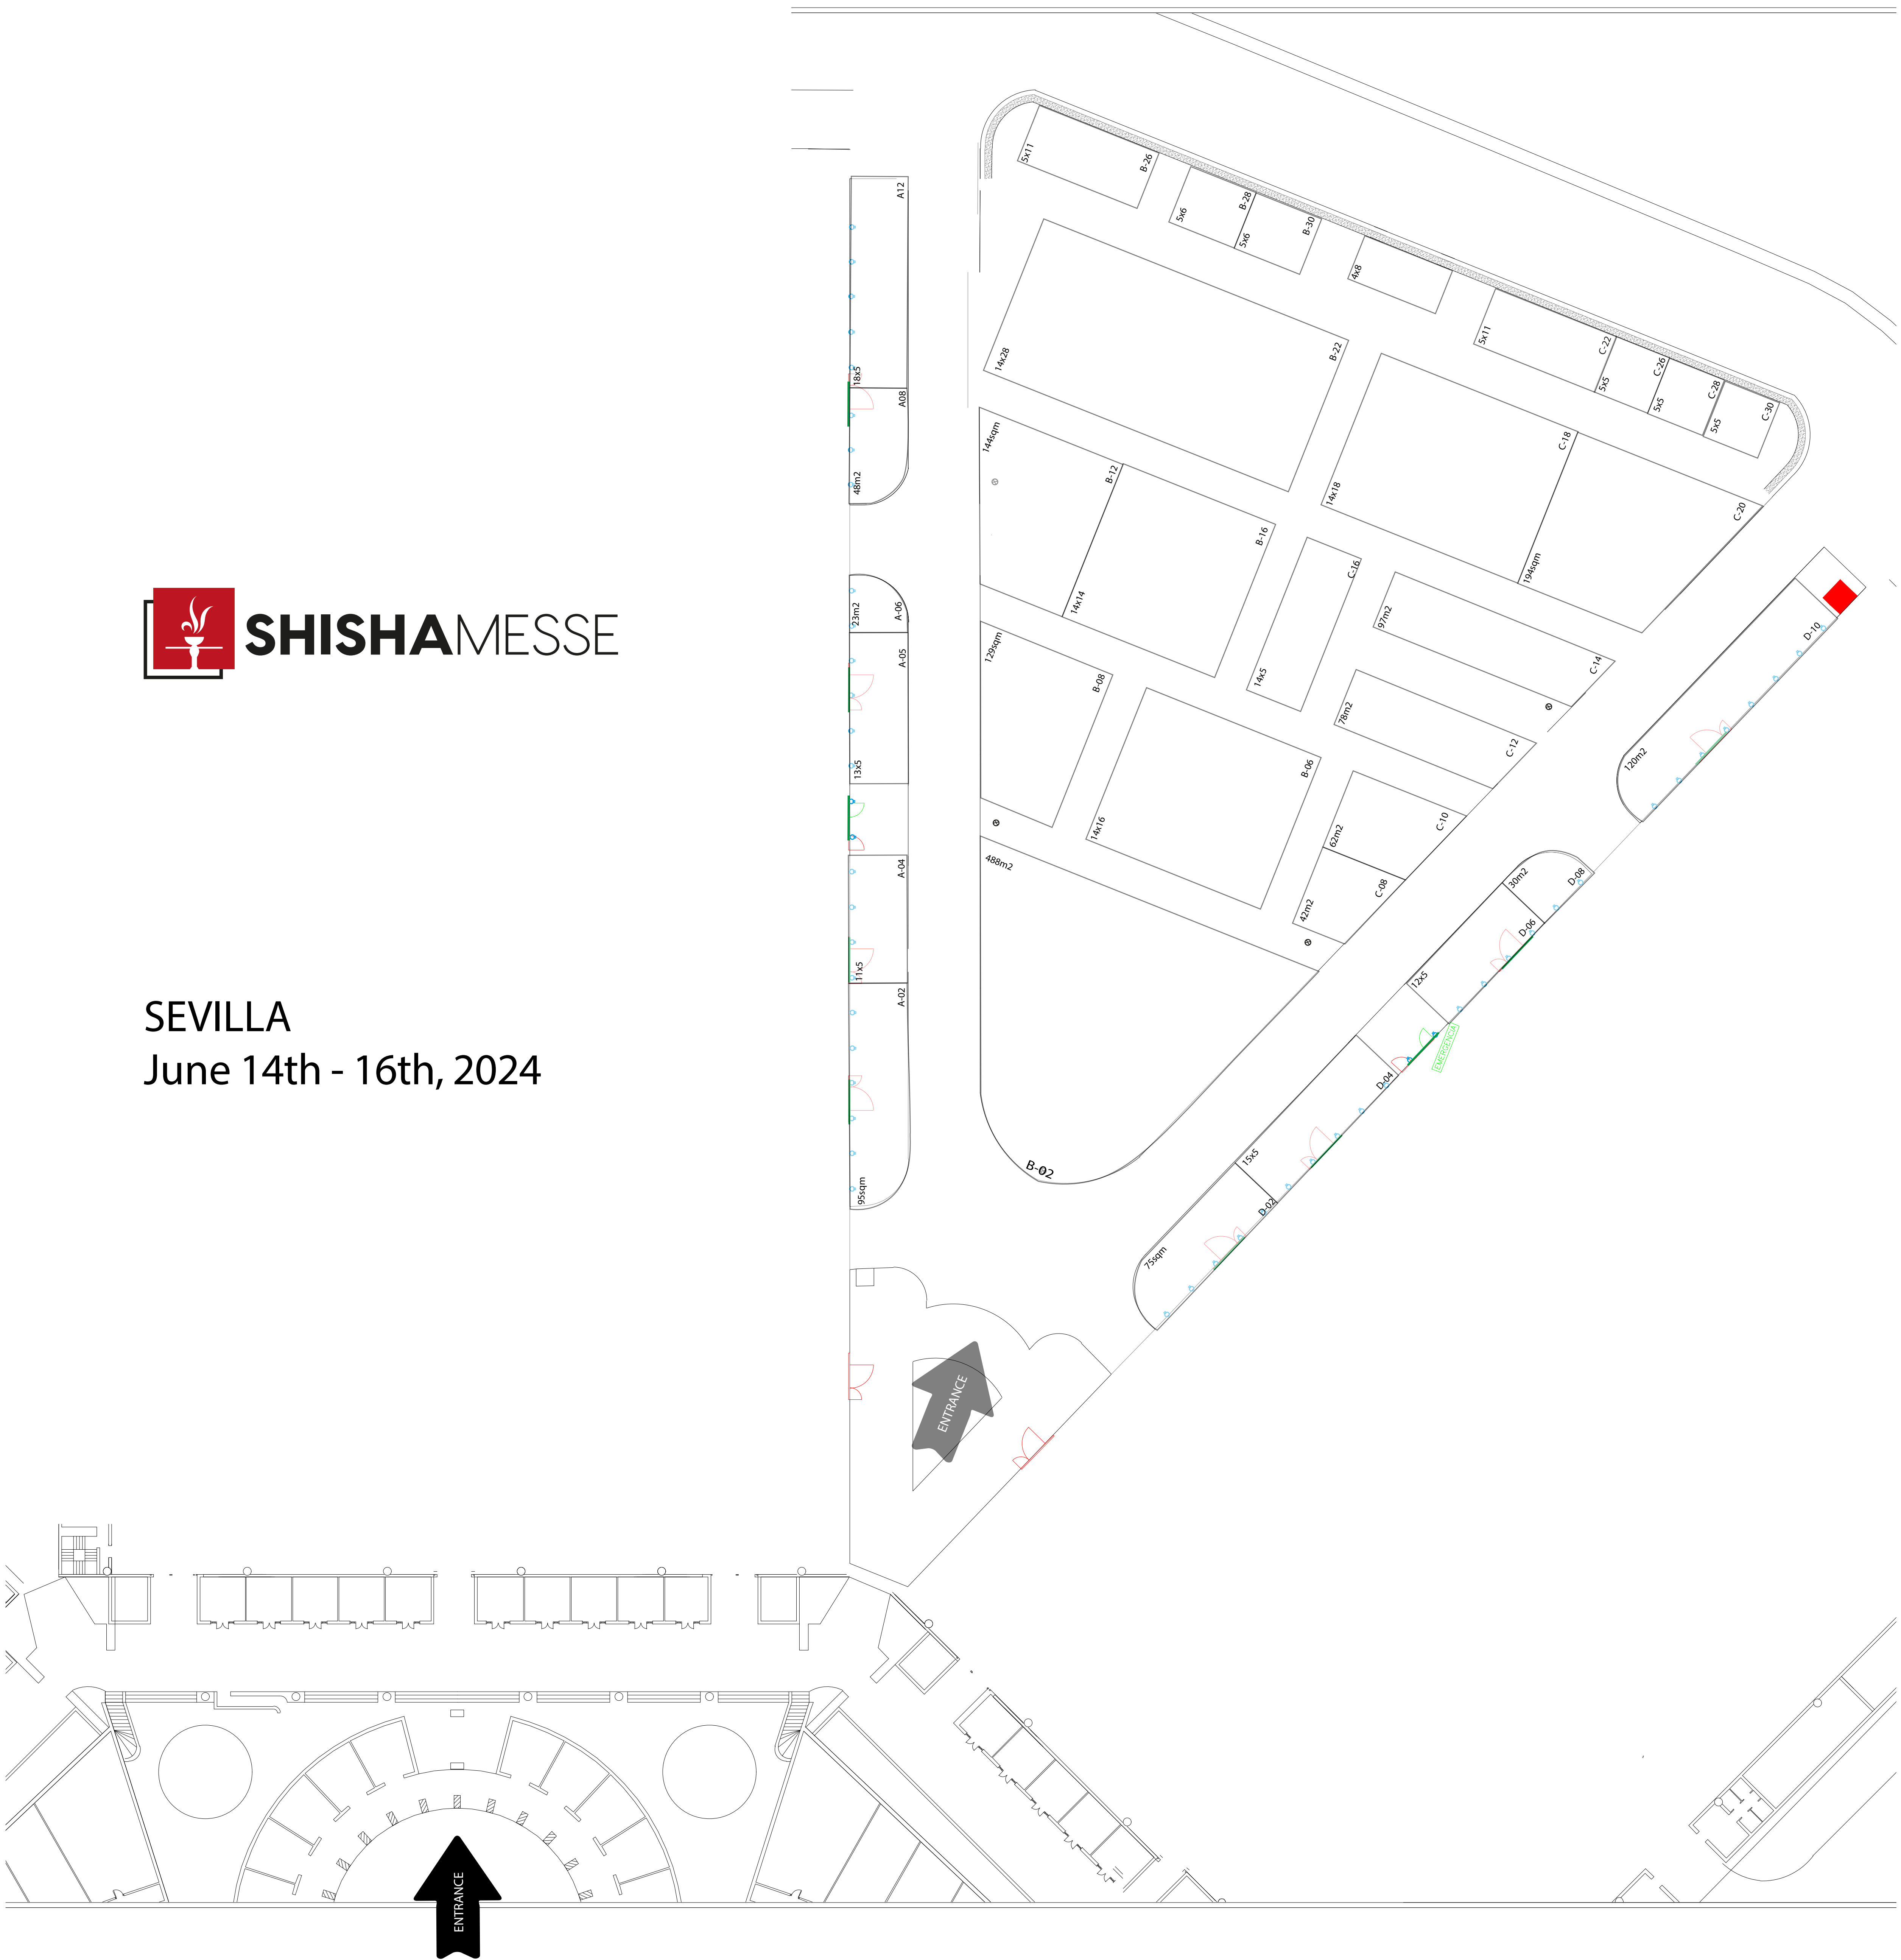 SHISHAMESSE
SEVILLA
June 14th - 16th, 2024
A12
18x5
A08
48m2
A-06
23m2
A-05
13x5
A-04
11x5
A-02
95sqm
5x11
B-26
5x6
B-28
5x6
B-30
4x8
5x11
C-22
5x5
C-26
5x5
C-28
5x5
C-30
14x28
B-22
14x18
C-18
194sqm
C-20
144sqm
B-12
14x14
B-16
14x5
C-16
97m2
C-14
78m2
C-12
129sqm
B-08
14x16
B-06
62m2
C-10
42m2
C-08
488m2
B-02
D-10
120m2
D-08
30m2
D-06
12x5
EMERGENCIA
D-04
15x5
D-02
75sqm
ENTRANCE
ENTRANCE